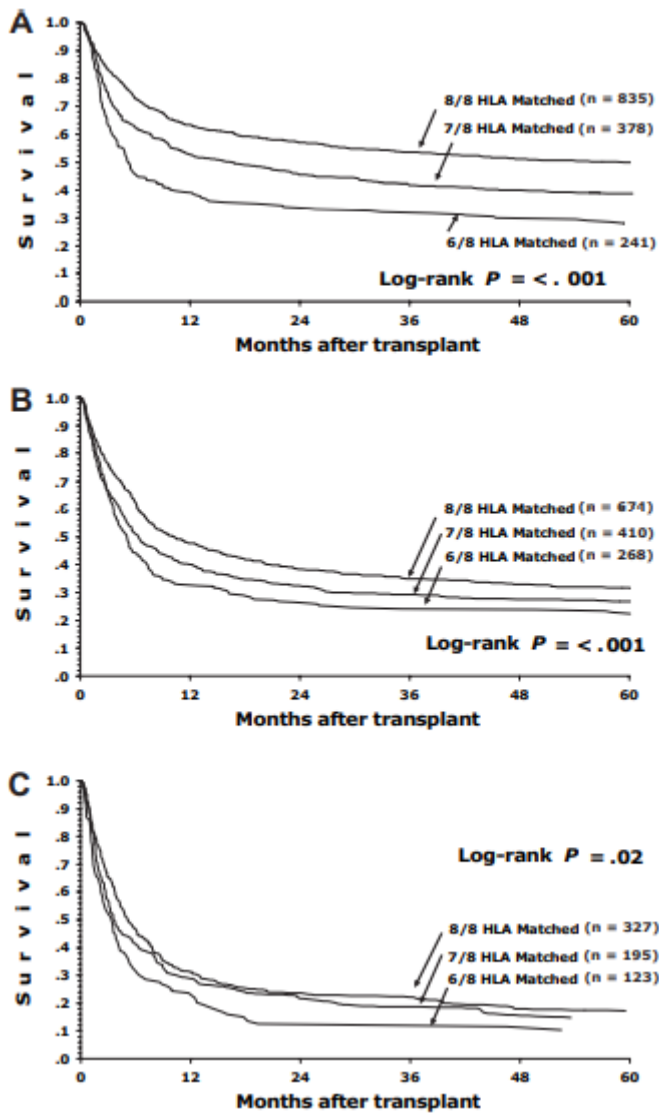 A
Survival
1.0
.9
.8
.7
.6
.5
.4
.3
.2
.1
.0
8/8 HLA Matched (n = 835)
7/8 HLA Matched (n = 378)
6/8 HLA Matched (n = 241)
Log-rank P = <. 001
0 12 24 36 48 60
Months after transplant
B
Survival
1.0
.9
.8
.7
.6
.5
.4
.3
.2
.1
.0
8/8 HLA Matched (n = 674)
7/8 HLA Matched (n = 410)
6/8 HLA Matched (n = 268)
Log-rank P = <.001
0 12 24 36 48 60
Months after transplant
C
Survival
1.0
.9
.8
.7
.6
.5
.4
.3
.2
.1
.0
Log-rank P = .02
8/8 HLA Matched (n = 327)
7/8 HLA Matched (n = 195)
6/8 HLA Matched (n = 123)
0 12 24 36 48 60
Months after transplant